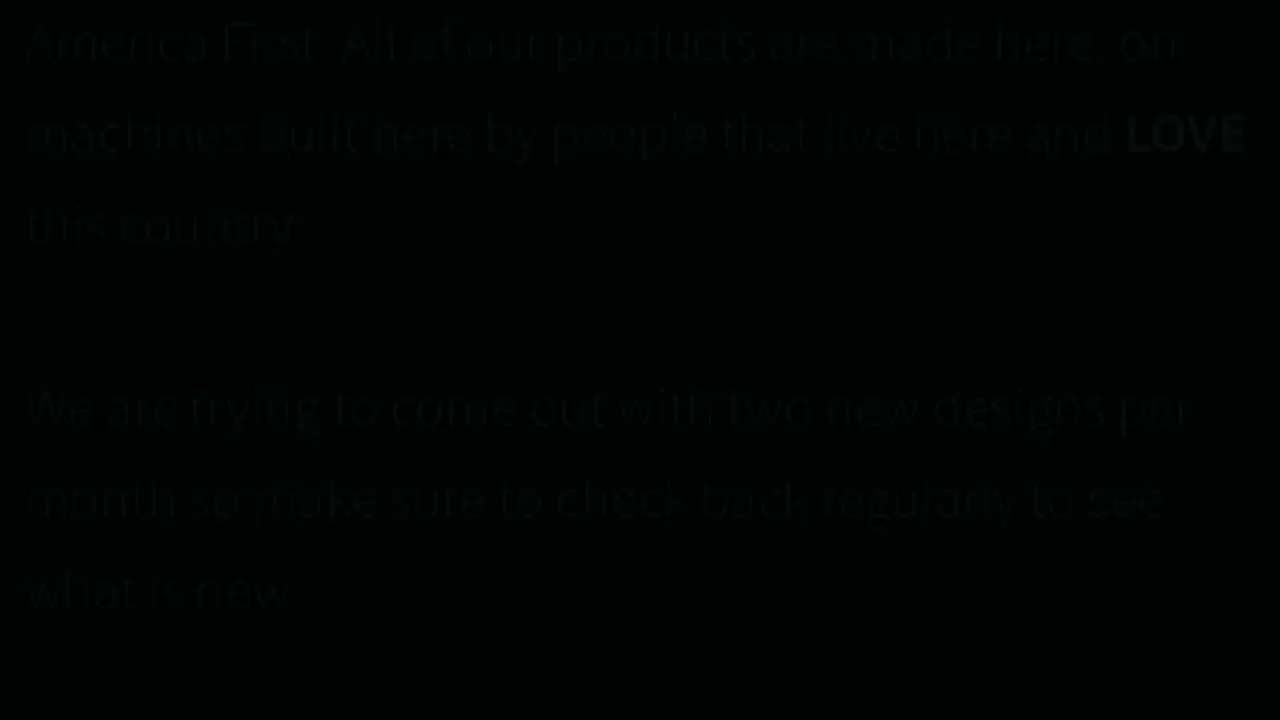 America First. All of our products are made here, on
machines built here by people that live here and LOVE
this country.
We are trying to come out with two new designs per
month so make sure to check back regularly to see
what is new.